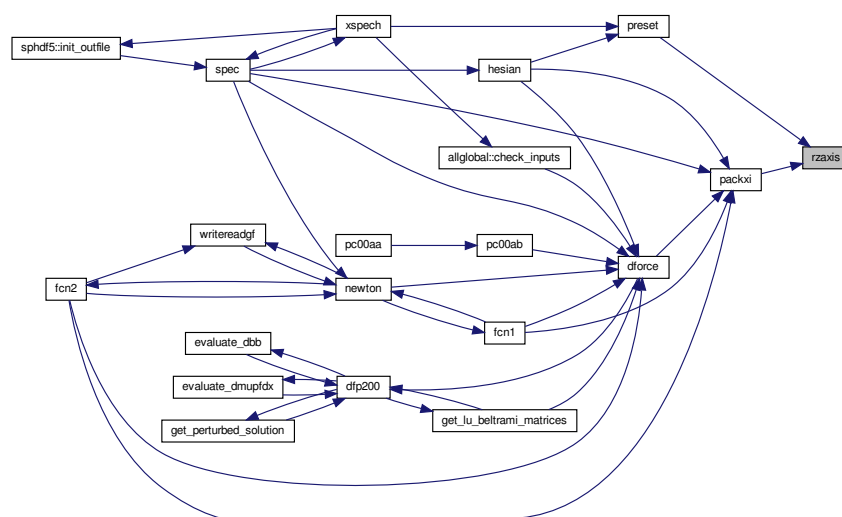 xspech
preset
sphdf5::init_outfile
spec
hesian
allglobal::check_inputs
rzaxis
packxi
writereadgf
pc00aa
pc00ab
dforce
fcn2
newton
fcn1
evaluate_dbb
evaluate_dmupfdx
dfp200
get_perturbed_solution
get_lu_beltrami_matrices